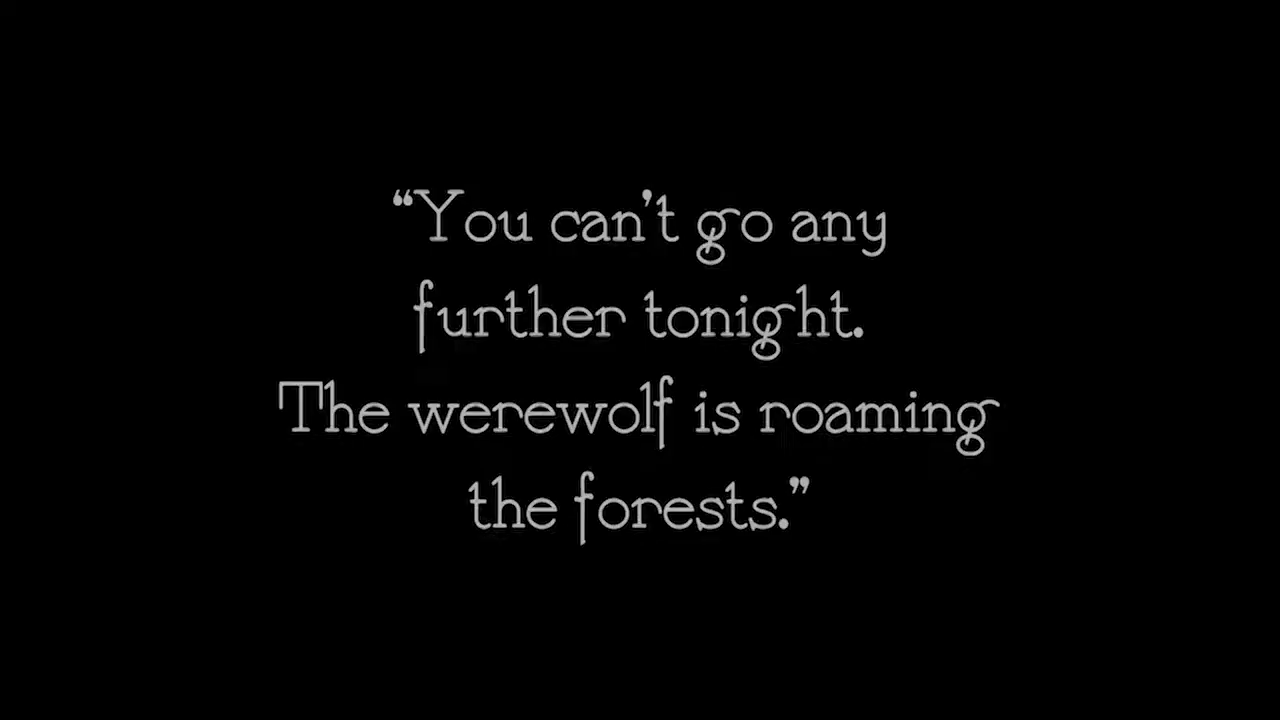 “You can’t go any
further tonight.
The werewolf is roaming
the forests.”